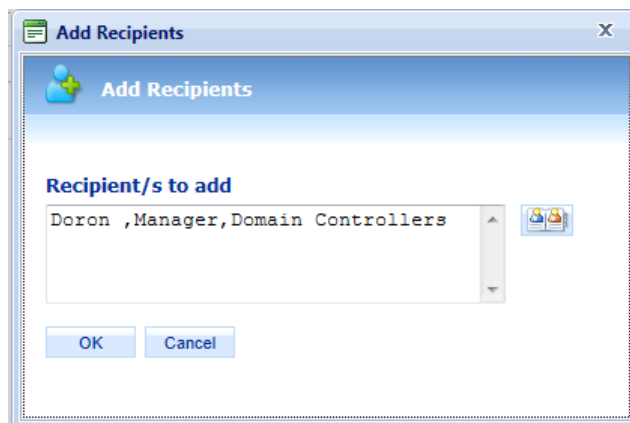 Add Recipients
Add Recipients
Recipient/s to add
Doron ,Manager,Domain Controllers
OK Cancel